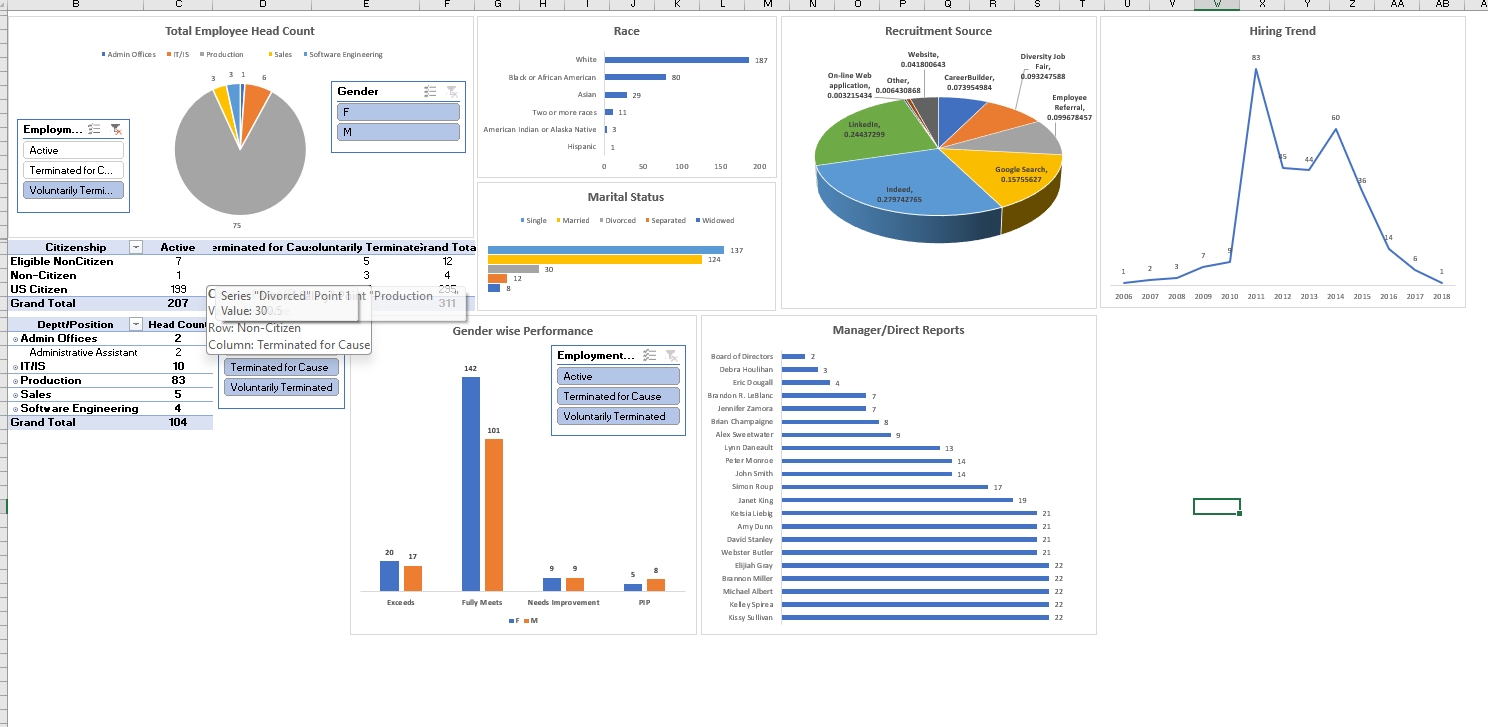 B C D E F G H I J K L M N O P Q R S T U V W X Y Z AA AB
Total Employee Head Count
Admin Offices IT/IS Production Sales Software Engineering
3 3 1 6
75
Employm...
Active
Terminated for C...
Voluntarily Termi...
Gender
F
M
Race
White 187
Black or African American 80
Asian 29
Two or more races 11
American Indian or Alaska Native 3
Hispanic 1
0 50 100 150 200
Marital Status
Single Married Divorced Separated Widowed
137
124
30
12
8
Recruitment Source
Website, 0.041800643
Other, 0.006430868
On-line Web application, 0.003215434
CareerBuilder, 0.073954984
Diversity Job Fair, 0.093247588
Employee Referral, 0.099678457
Google Search, 0.15755627
Indeed, 0.279742765
LinkedIn, 0.24437299
Hiring Trend
1 2 3 7 9 83 45 44 60 36 14 6 1
2006 2007 2008 2009 2010 2011 2012 2013 2014 2015 2016 2017 2018
Citizenship Active erminated for Cau oluntarily Terminate Grand Tota
Eligible NonCitizen 7 5 12
Non-Citizen 1 3 4
US Citizen 199 295
Grand Total 207 311
Series "Divorced" Point 1 nt "Production
Value: 30
Row: Non-Citizen
Column: Terminated for Cause
Deptt/Position Head Coun
Admin Offices 2
Administrative Assistant 2
IT/IS 10
Production 83
Sales 5
Software Engineering 4
Grand Total 104
Terminated for Cause
Voluntarily Terminated
Gender wise Performance
Employment...
Active
Terminated for Cause
Voluntarily Terminated
20 17 142 101 9 9 5 8
Exceeds Fully Meets Needs Improvement PIP
F M
Manager/Direct Reports
Board of Directors 2
Debra Houlihan 3
Eric Dougall 4
Brandon R. LeBlanc 7
Jennifer Zamora 7
Brian Champaigne 8
Alex Sweetwater 9
Lynn Daneault 13
Peter Monroe 14
John Smith 14
Simon Roup 17
Janet King 19
Ketsia Liebig 21
Amy Dunn 21
David Stanley 21
Webster Butler 21
Elijiah Gray 22
Brannon Miller 22
Michael Albert 22
Kelley Spirea 22
Kissy Sullivan 22